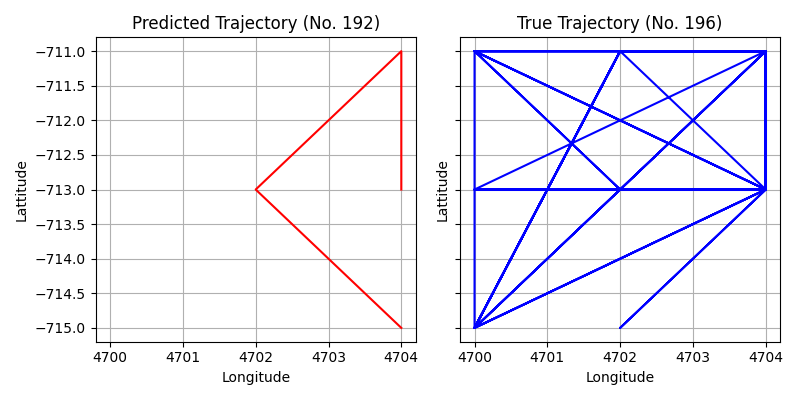 Predicted Trajectory (No. 192)
True Trajectory (No. 196)
−711.0
−711.5
−712.0
−712.5
−713.0
−713.5
−714.0
−714.5
−715.0
Lattitude
Lattitude
4700 4701 4702 4703 4704
4700 4701 4702 4703 4704
Longitude
Longitude